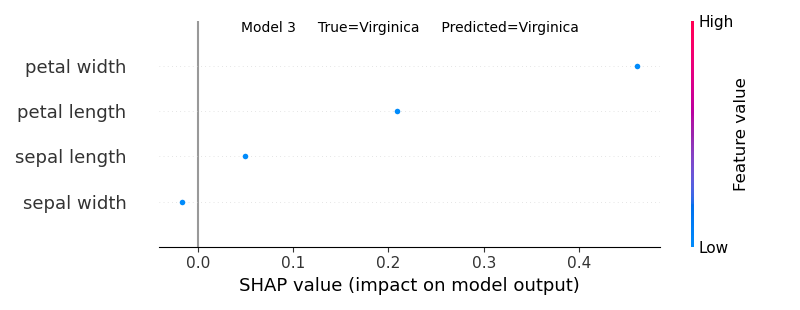 Model 3 True=Virginica Predicted=Virginica
High
petal width
petal length
sepal length
sepal width
Feature value
Low
0.0 0.1 0.2 0.3 0.4
SHAP value (impact on model output)